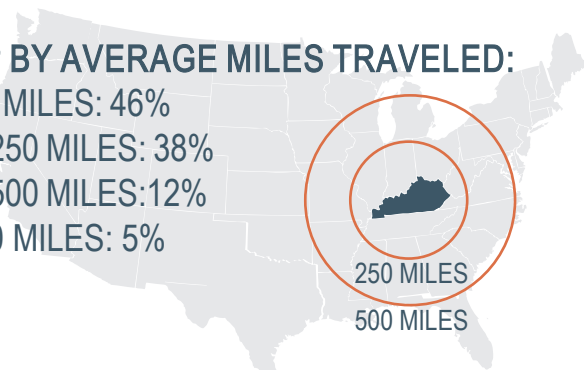 BY AVERAGE MILES TRAVELED:
MILES: 46%
250 MILES: 38%
500 MILES:12%
MILES: 5%
250 MILES
500 MILES